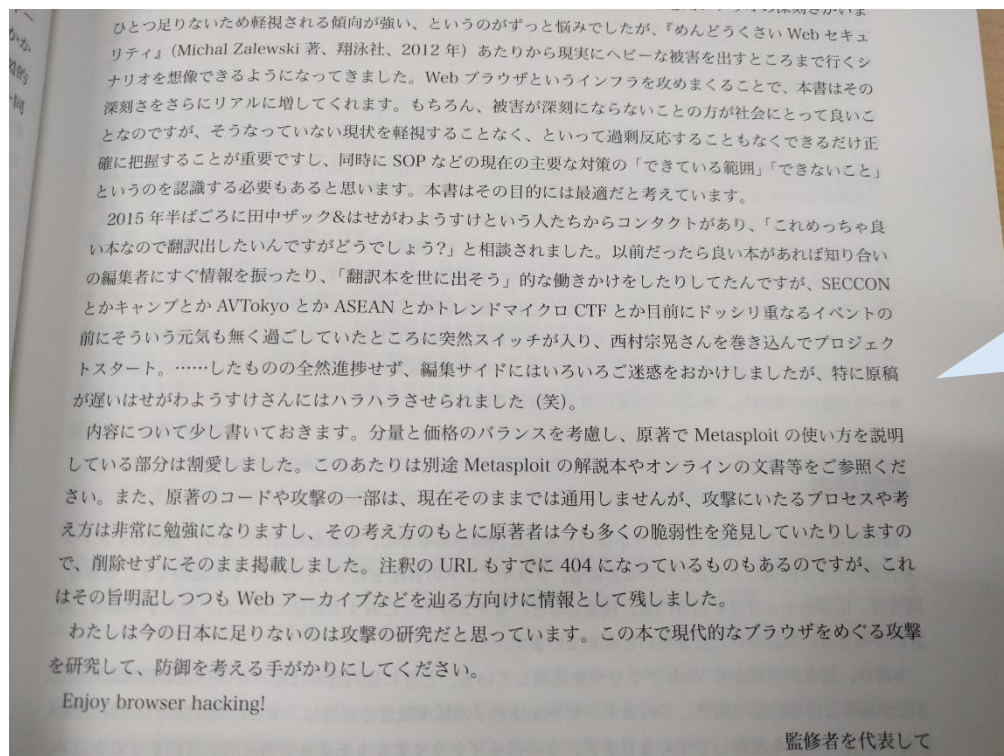 ひとつ足りないため軽視される傾向が強い、というのがずっと悩みでしたが、『めんどうくさい Web セキュ
リティ』(Michal Zalewski 著、翔泳社、2012 年) あたりから現実にヘビーな被害を出すところまで行くシ
ナリオを想像できるようになってきました。Web ブラウザというインフラを攻めまくることで、本書はその
深刻さをさらにリアルに増してくれます。もちろん、被害が深刻にならないことの方が社会にとって良いこ
となのですが、そうなっていない現状を軽視することなく、といって過剰反応することもなくできるだけ正
確に把握することが重要ですし、同時に SOP などの現在の主要な対策の「できている範囲」「できないこと」
というのを認識する必要もあると思います。本書はその目的には最適だと考えています。
2015 年半ばごろに田中ザック&はせがわようすけという人たちからコンタクトがあり、「これめっちゃ良
い本なので翻訳出したいんですがどうでしょう?」と相談されました。以前だったら良い本があれば知り合い
の編集者にすぐ情報を振ったり、「翻訳本を世に出そう」的な働きかけをしたりしてたんですが、SECCON
とかキャンプとか AVTokyo とか ASEAN とかトレンドマイクロ CTF とか目前にドッシリ重なるイベントの
前にそういう元気も無く過ごしていたところに突然スイッチが入り、西村宗晃さんを巻き込んでプロジェク
トスタート。……したものの全然進捗せず、編集サイドにはいろいろご迷惑をおかけしましたが、特に原稿
が遅いはせがわようすけさんにはハラハラさせられました (笑)。
内容について少し書いておきます。分量と価格のバランスを考慮し、原著で Metasploit の使い方を説明
している部分は割愛しました。このあたりは別途 Metasploit の解説本やオンラインの文書等をご参照くだ
さい。また、原著のコードや攻撃の一部は、現在そのままでは通用しませんが、攻撃にいたるプロセスや考
え方は非常に勉強になりますし、その考え方のもとに原著者は今も多くの脆弱性を発見していたりしますの
で、削除せずにそのまま掲載しました。注釈の URL もすでに 404 になっているものもあるのですが、これ
はその旨明記しつつも Web アーカイブなどを辿る方向けに情報として残しました。
わたしは今の日本に足りないのは攻撃の研究だと思っています。この本で現代的なブラウザをめぐる攻撃
を研究して、防御を考える手がかりにしてください。
Enjoy browser hacking!
監修者を代表して